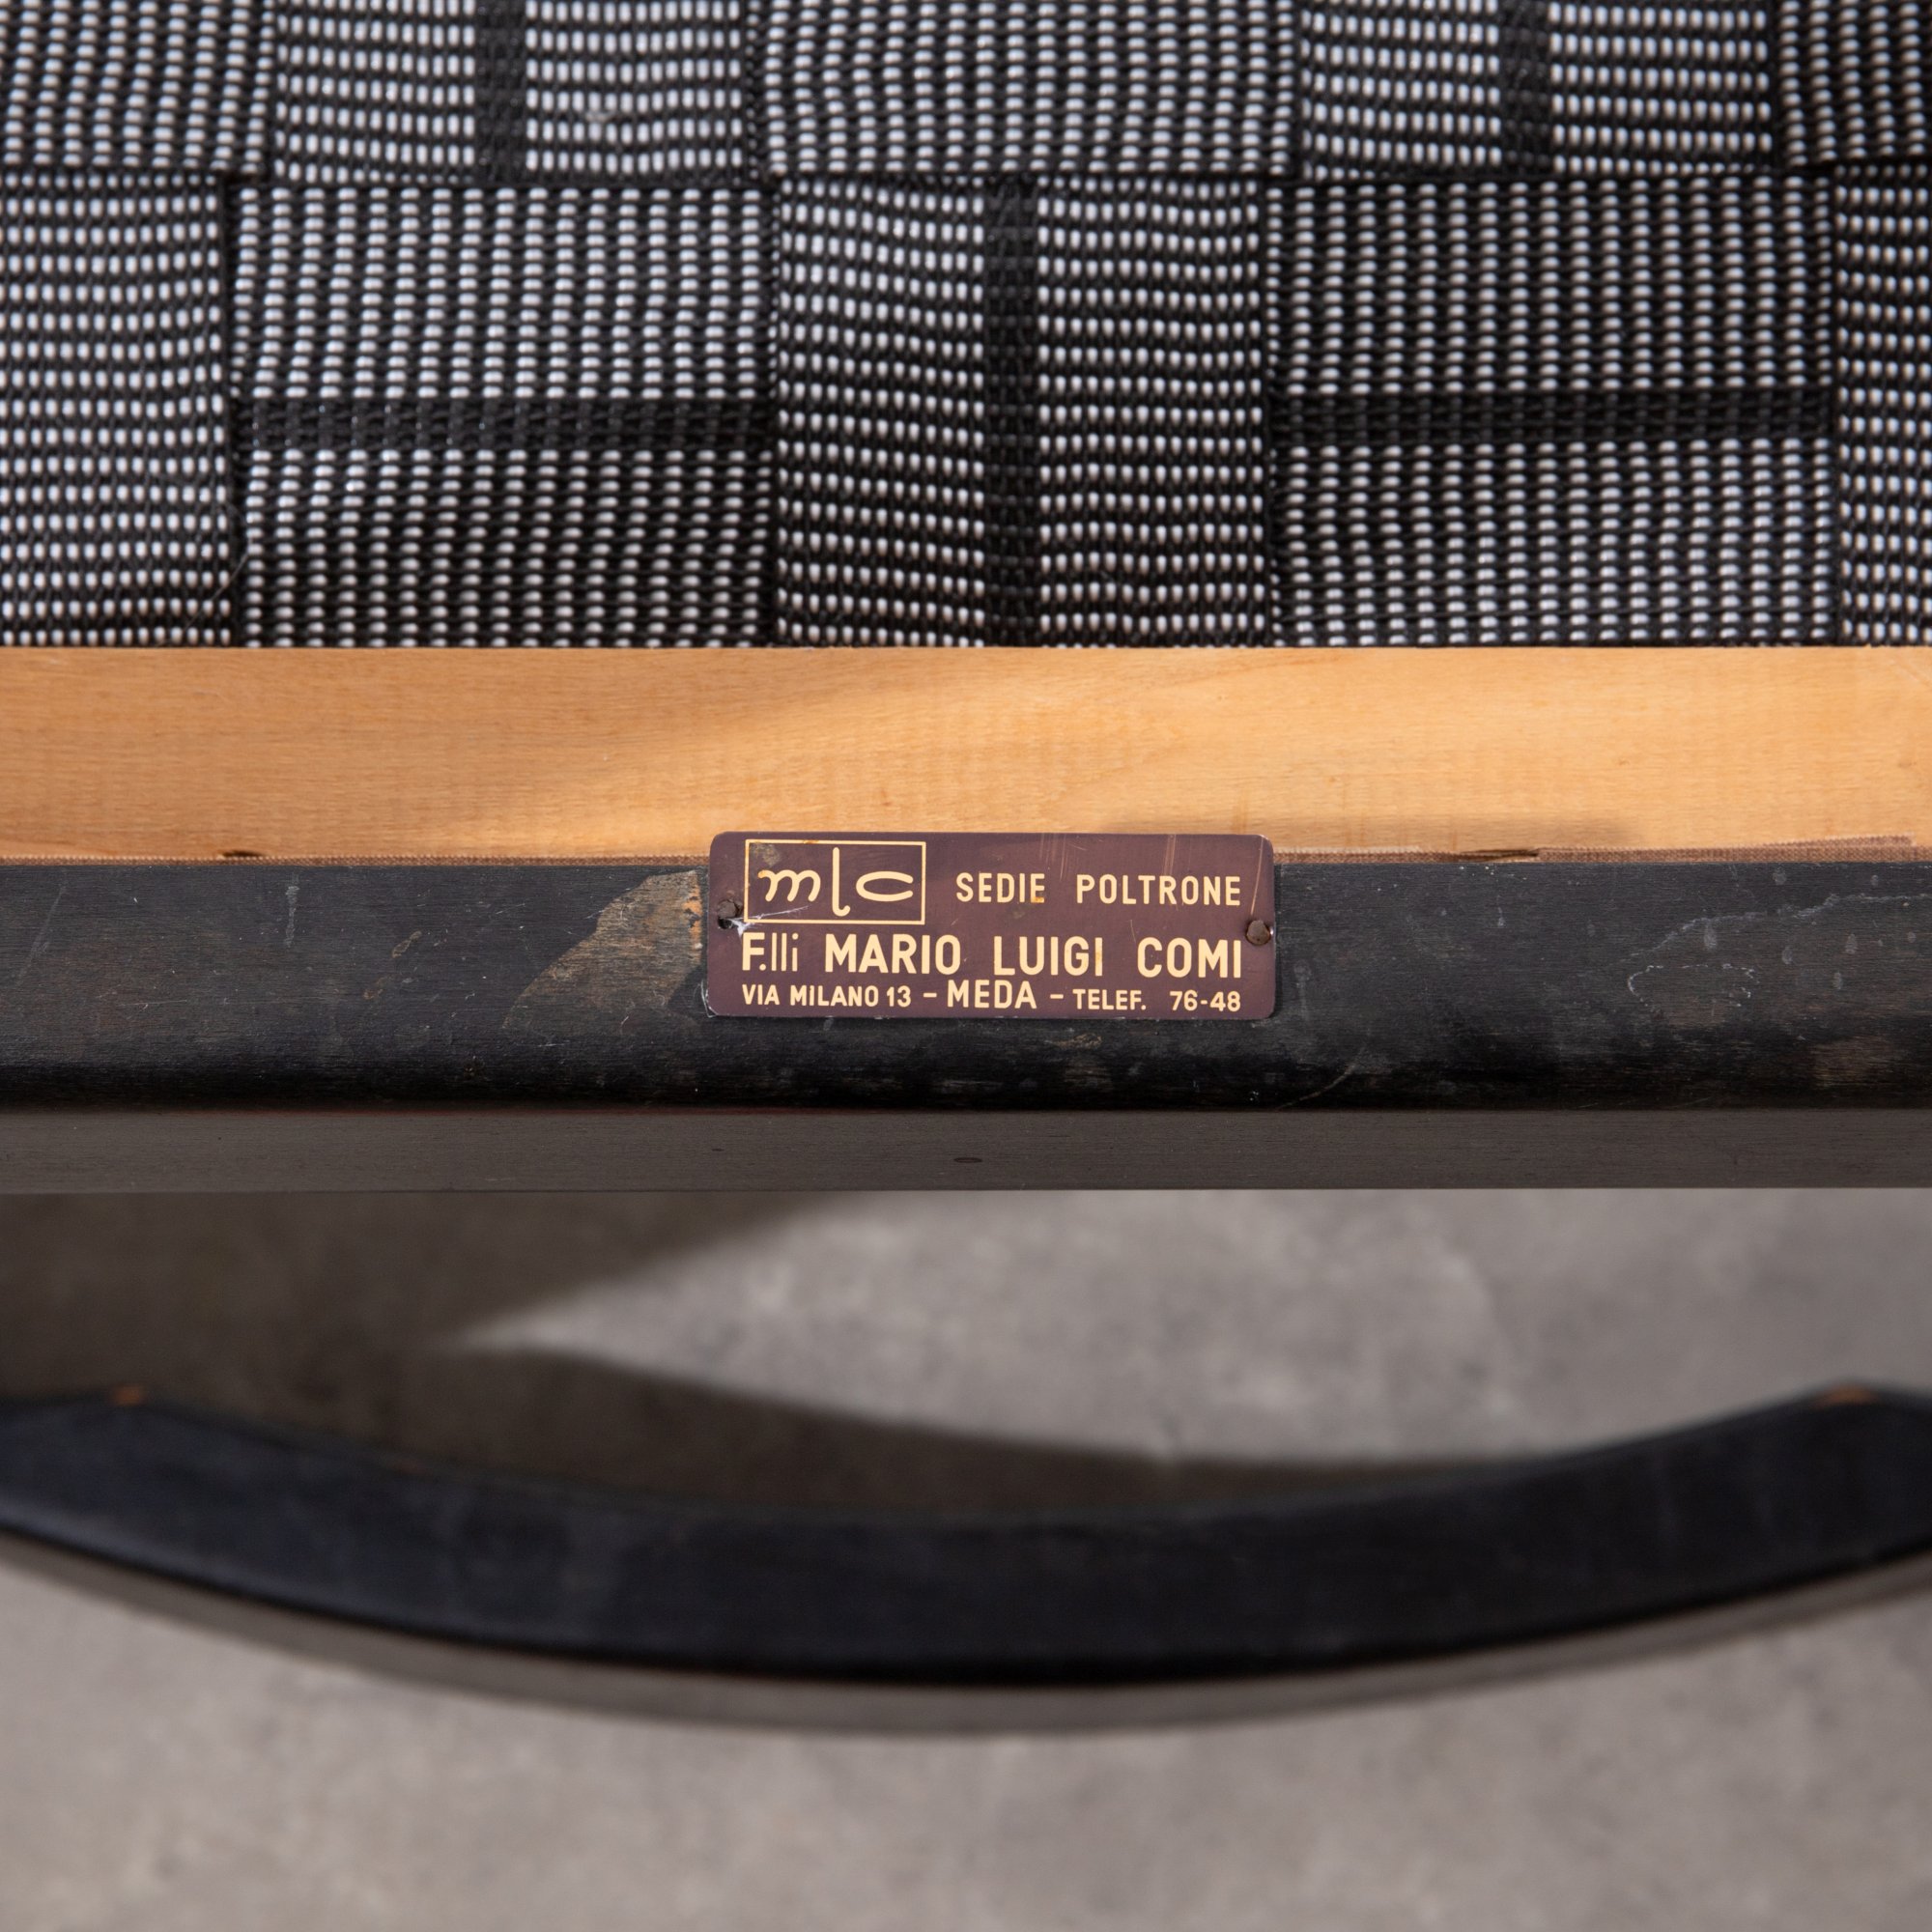 mlc SEDIE POLTRONE
F.lli MARIO LUIGI COMI
VIA MILANO 13 - MEDA - TELEF. 76-48